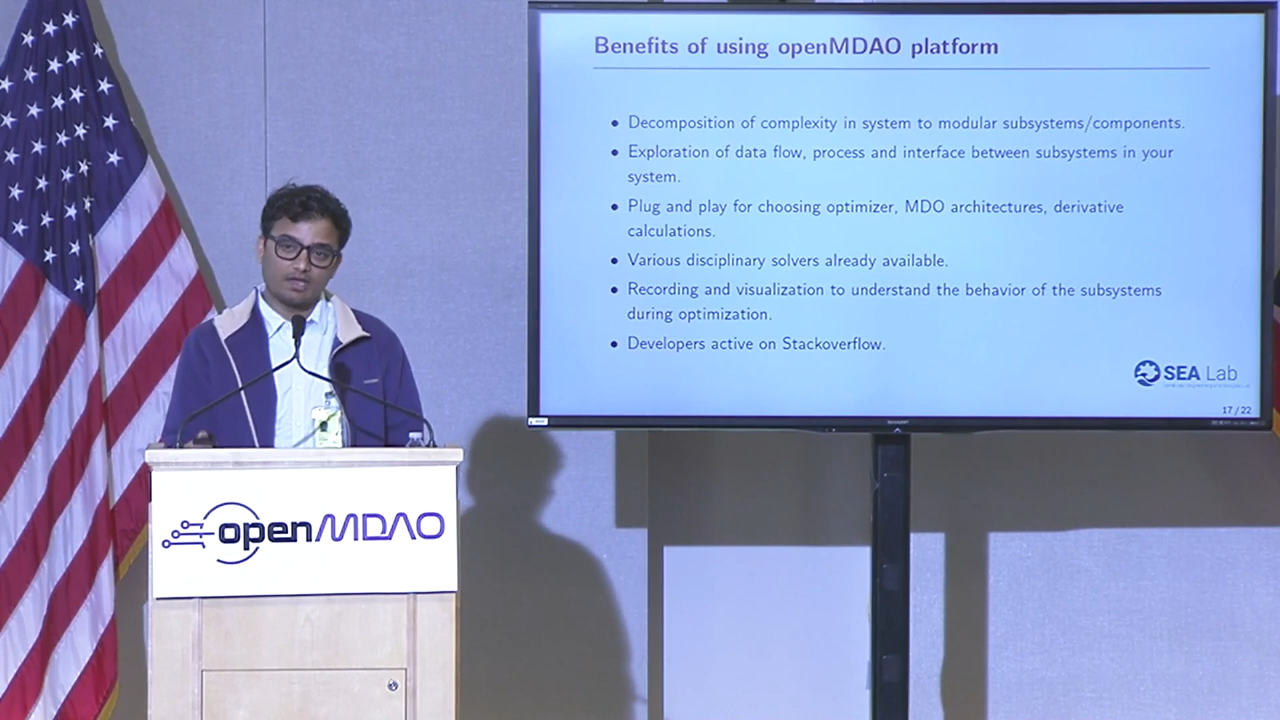 Benefits of using openMDAO platform
• Decomposition of complexity in system to modular subsystems/components.
• Exploration of data flow, process and interface between subsystems in your
system.
• Plug and play for choosing optimizer, MDO architectures, derivative
calculations.
• Various disciplinary solvers already available.
• Recording and visualization to understand the behavior of the subsystems
during optimization.
• Developers active on Stackoverflow.
SEA Lab
17 / 22
openMDAO